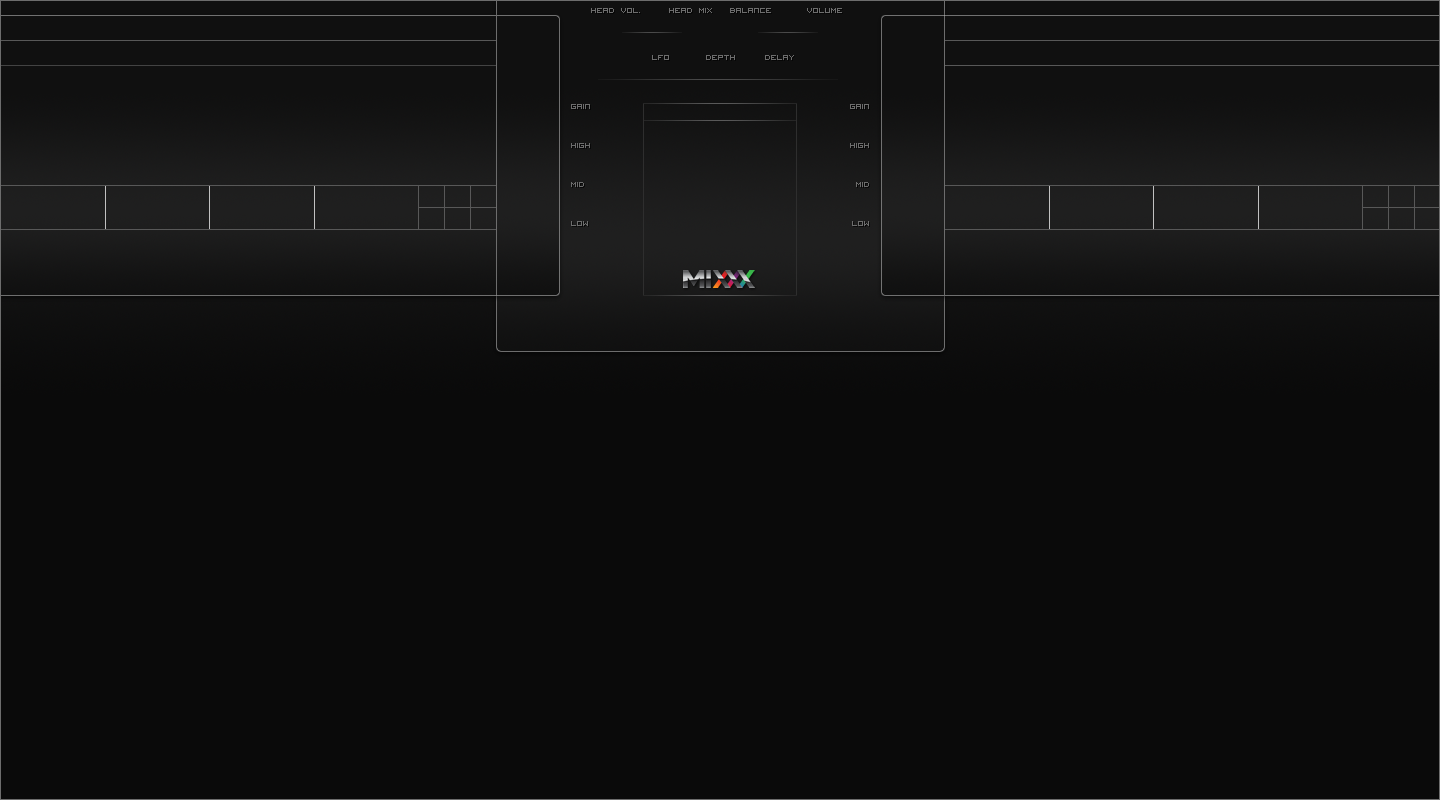 HEAD VOL. HEAD MIX BALANCE VOLUME
LFO DEPTH DELAY
GAIN GAIN
HIGH HIGH
MID MID
LOW LOW
MIXXX